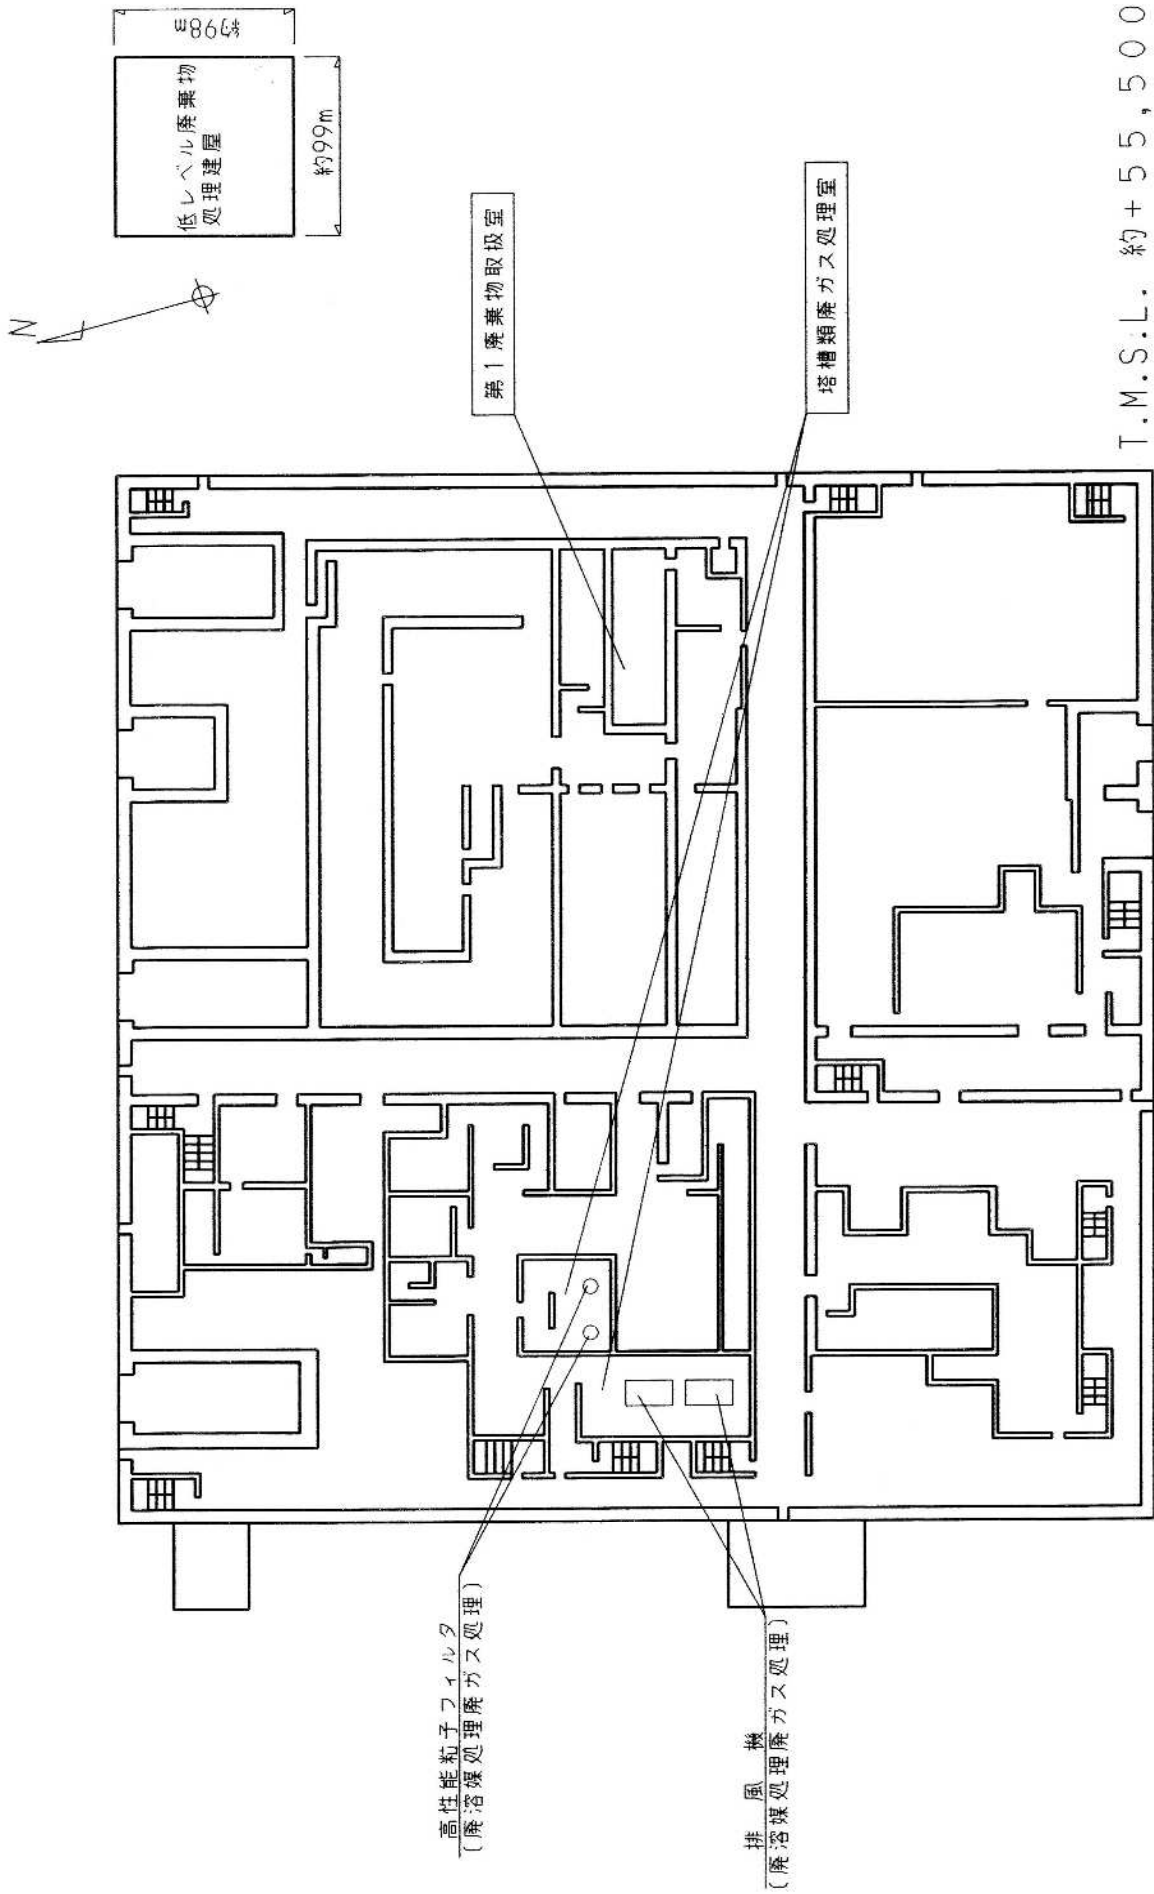 N
低レベル廃棄物
処理建屋
約98m
約99m
第1廃棄物取扱室
塔槽類廃ガス処理室
高性能粒子フィルタ
(廃溶媒処理廃ガス処理)
排風機
(廃溶媒処理廃ガス処理)
T.M.S.L. 約+55,500